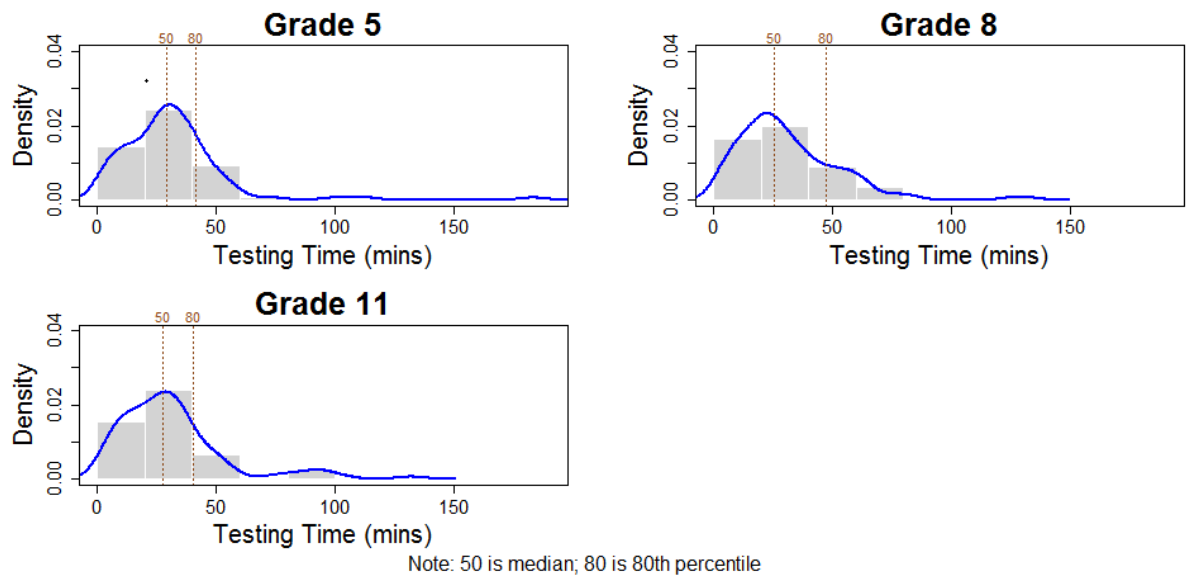 Grade 5
50 80
0.04
0.02
0.00
Density
0 50 100 150
Testing Time (mins)
Grade 8
50 80
0.04
0.02
0.00
Density
0 50 100 150
Testing Time (mins)
Grade 11
50 80
0.04
0.02
0.00
Density
0 50 100 150
Testing Time (mins)
Note: 50 is median; 80 is 80th percentile